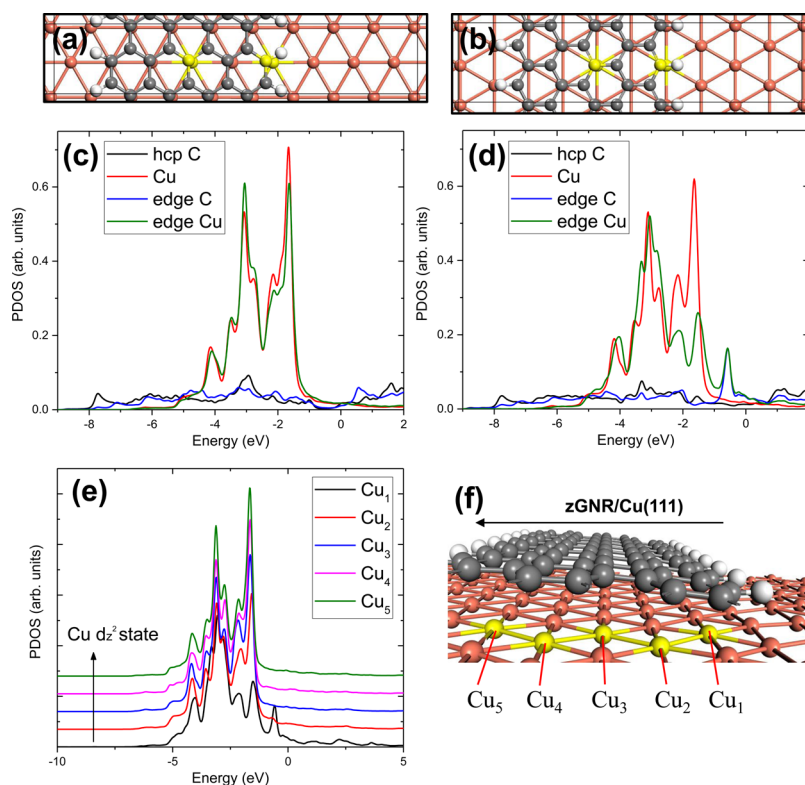 (a)
(b)
(c)
hcp C
Cu
edge C
edge Cu
PDOS (arb. units)
0.6
0.4
0.2
0.0
-8 -6 -4 -2 0 2
Energy (eV)
(d)
hcp C
Cu
edge C
edge Cu
PDOS (arb. units)
0.6
0.4
0.2
0.0
-8 -6 -4 -2 0
Energy (eV)
(e)
Cu₁
Cu₂
Cu₃
Cu₄
Cu₅
Cu dz² state
PDOS (arb. units)
-10 -5 0 5
Energy (eV)
(f)
zGNR/Cu(111)
Cu₅ Cu₄ Cu₃ Cu₂ Cu₁